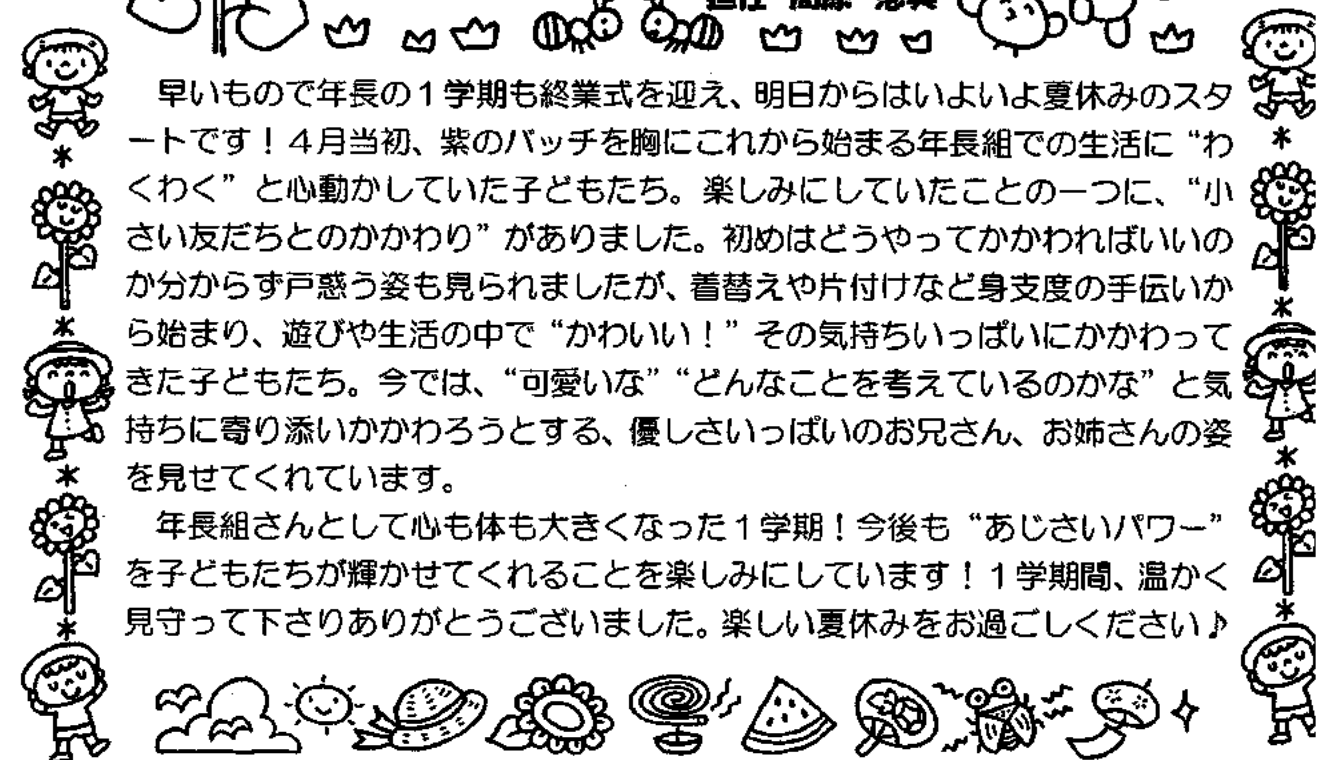 早いもので年長の1学期も終業式を迎え、明日からはいよいよ夏休みのスタ
ートです！４月当初、紫のバッチを胸にこれから始まる年長組での生活に“わ
くわく”と心動かしていた子どもたち。楽しみにしていたことの一つに、“小
さい友だちとのかかわり”がありました。初めはどうやってかかわればいいの
か分からず戸惑う姿も見られましたが、着替えや片付けなど身支度の手伝いか
ら始まり、遊びや生活の中で“かわいい！”その気持ちいっぱいにかかわって
きた子どもたち。今では、“可愛いな”“どんなことを考えているのかな”と気
持ちに寄り添いかかわろうとする、優しさいっぱいのお兄さん、お姉さんの姿
を見せてくれています。
年長組さんとして心も体も大きくなった1学期！今後も“あじさいパワー”
を子どもたちが輝かせてくれることを楽しみにしています！１学期間、温かく
見守って下さりありがとうございました。楽しい夏休みをお過ごしください♪